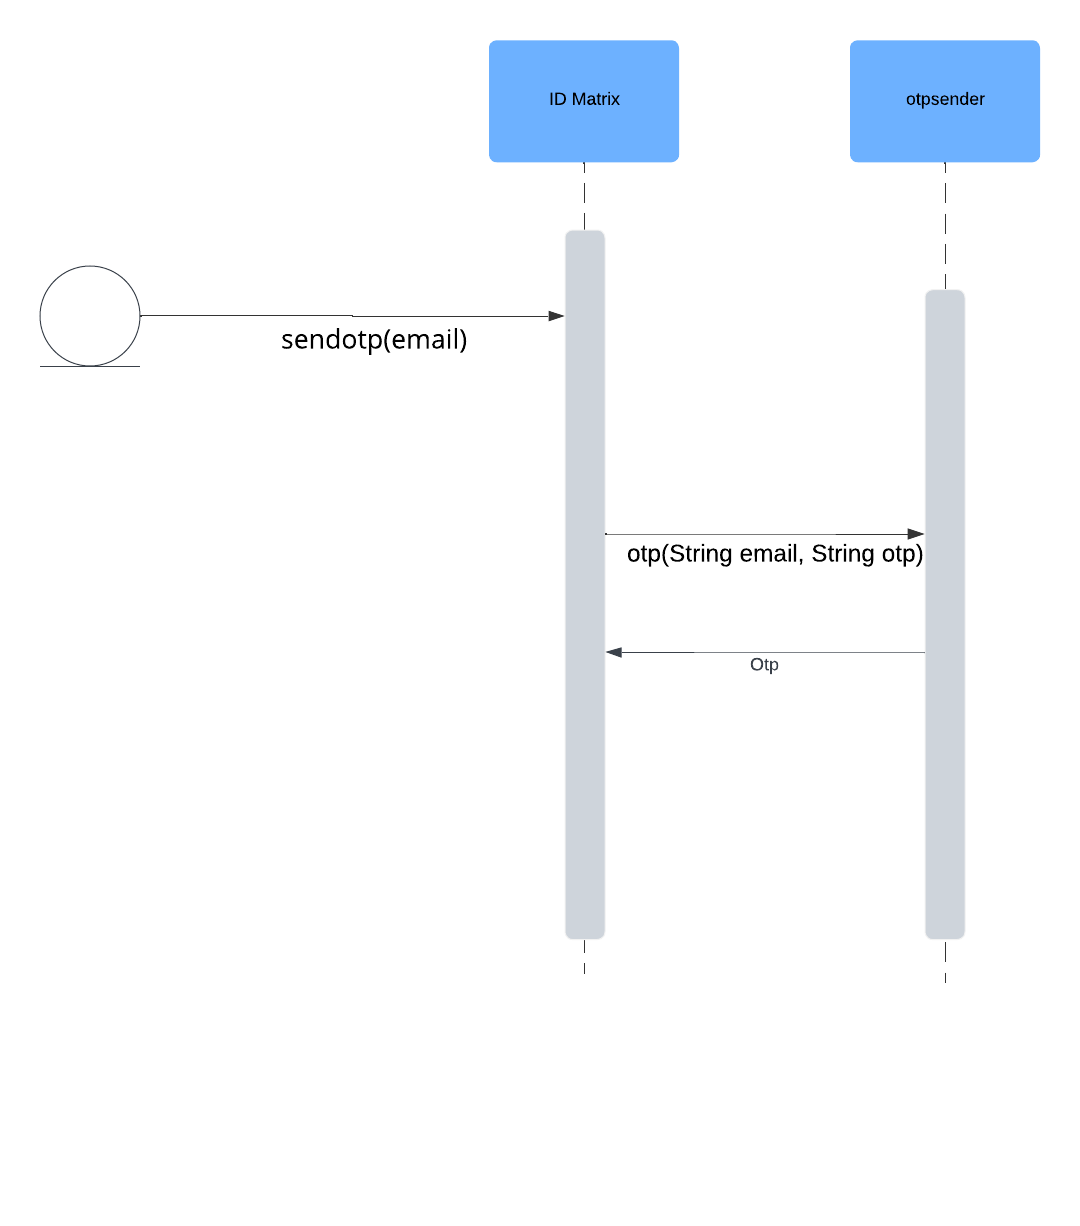 ID Matrix
otpsender
sendotp(email)
otp(String email, String otp)
Otp